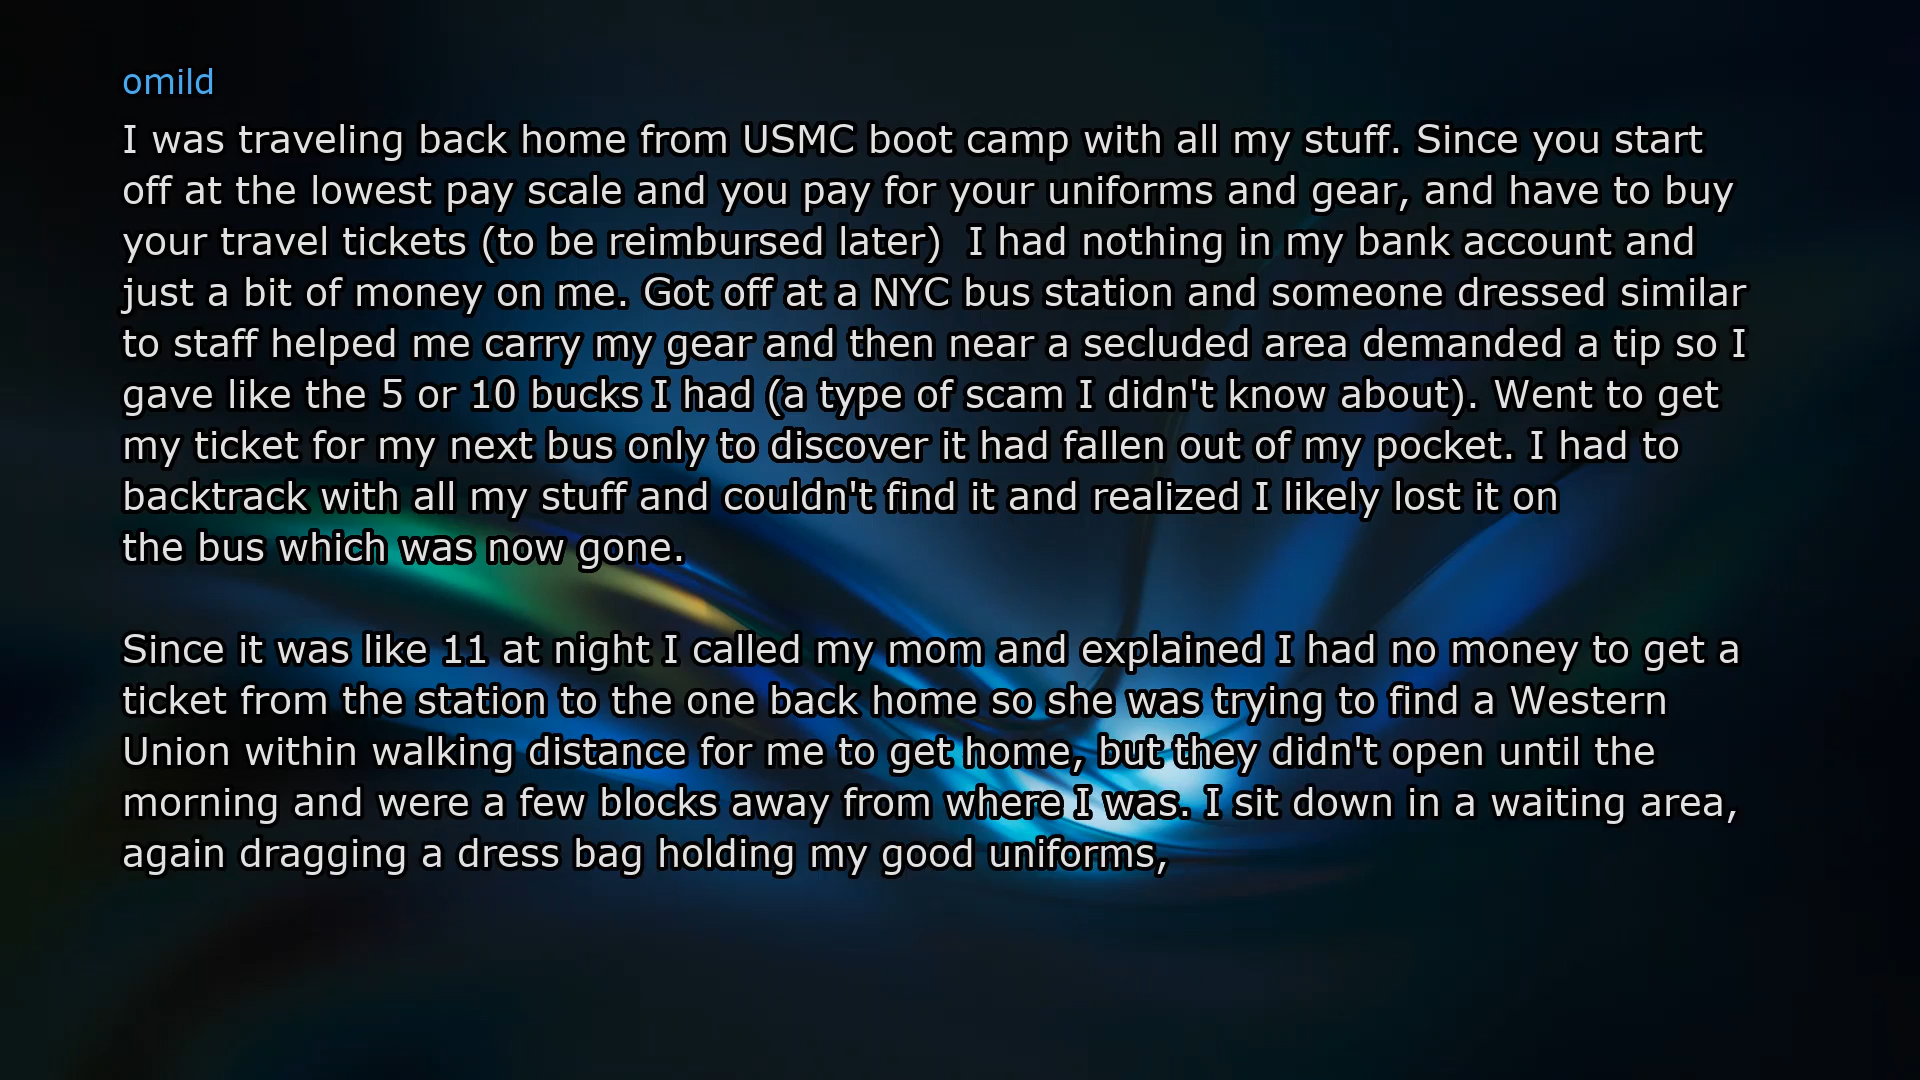 omild
I was traveling back home from USMC boot camp with all my stuff. Since you start
off at the lowest pay scale and you pay for your uniforms and gear, and have to buy
your travel tickets (to be reimbursed later)  I had nothing in my bank account and
just a bit of money on me. Got off at a NYC bus station and someone dressed similar
to staff helped me carry my gear and then near a secluded area demanded a tip so I
gave like the 5 or 10 bucks I had (a type of scam I didn't know about). Went to get
my ticket for my next bus only to discover it had fallen out of my pocket. I had to
backtrack with all my stuff and couldn't find it and realized I likely lost it on
the bus which was now gone.
Since it was like 11 at night I called my mom and explained I had no money to get a
ticket from the station to the one back home so she was trying to find a Western
Union within walking distance for me to get home, but they didn't open until the
morning and were a few blocks away from where I was. I sit down in a waiting area,
again dragging a dress bag holding my good uniforms,